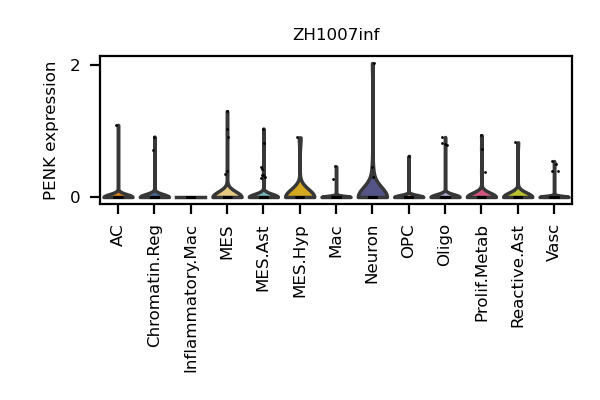 ZH1007inf
PENK expression
2
0
AC
Chromatin.Reg
Inflammatory.Mac
MES
MES.Ast
MES.Hyp
Mac
Neuron
OPC
Oligo
Prolif.Metab
Reactive.Ast
Vasc